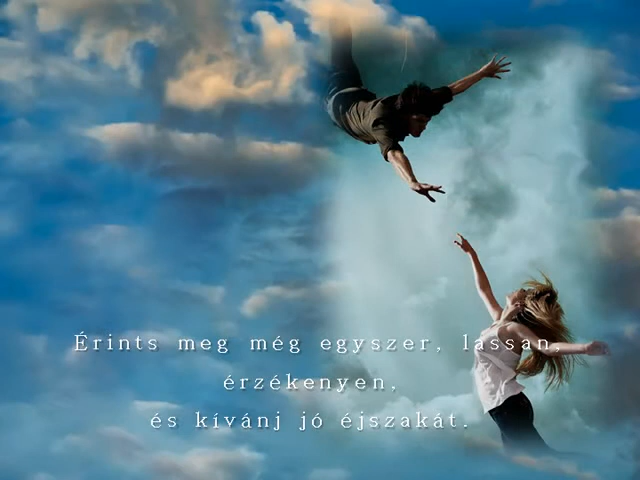 Érints meg még egyszer, lassan,
érzékenyen,
és kívánj jó éjszakát.